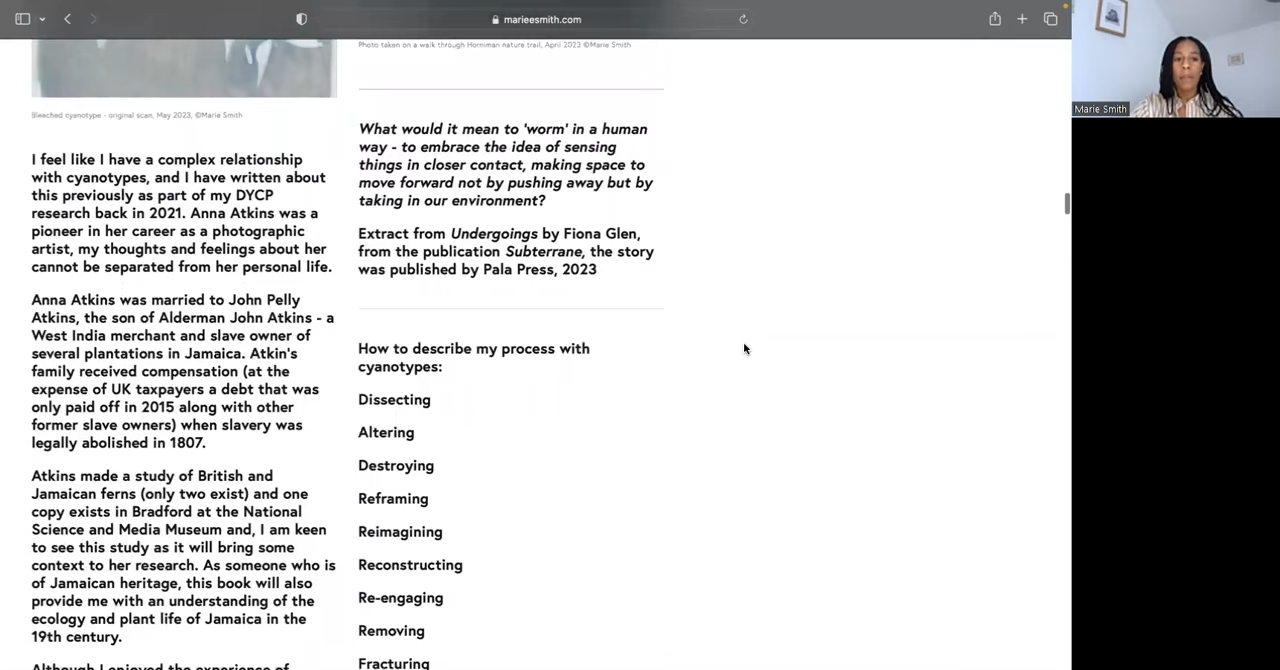 marieesmith.com
Marie Smith
Bleached cyanotype - original scan, May 2023, ©Marie Smith
I feel like I have a complex relationship
with cyanotypes, and I have written about
this previously as part of my DYCP
research back in 2021. Anna Atkins was a
pioneer in her career as a photographic
artist, my thoughts and feelings about her
cannot be separated from her personal life.
Anna Atkins was married to John Pelly
Atkins, the son of Alderman John Atkins - a
West India merchant and slave owner of
several plantations in Jamaica. Atkin's
family received compensation (at the
expense of UK taxpayers a debt that was
only paid off in 2015 along with other
former slave owners) when slavery was
legally abolished in 1807.
Atkins made a study of British and
Jamaican ferns (only two exist) and one
copy exists in Bradford at the National
Science and Media Museum and, I am keen
to see this study as it will bring some
context to her research. As someone who is
of Jamaican heritage, this book will also
provide me with an understanding of the
ecology and plant life of Jamaica in the
19th century.
Although I enjoyed the experience of
Photo taken on a walk through Horniman nature trail, April 2023 ©Marie Smith
What would it mean to 'worm' in a human
way - to embrace the idea of sensing
things in closer contact, making space to
move forward not by pushing away but by
taking in our environment?
Extract from Undergoings by Fiona Glen,
from the publication Subterrane, the story
was published by Pala Press, 2023
How to describe my process with
cyanotypes:
Dissecting
Altering
Destroying
Reframing
Reimagining
Reconstructing
Re-engaging
Removing
Fracturing